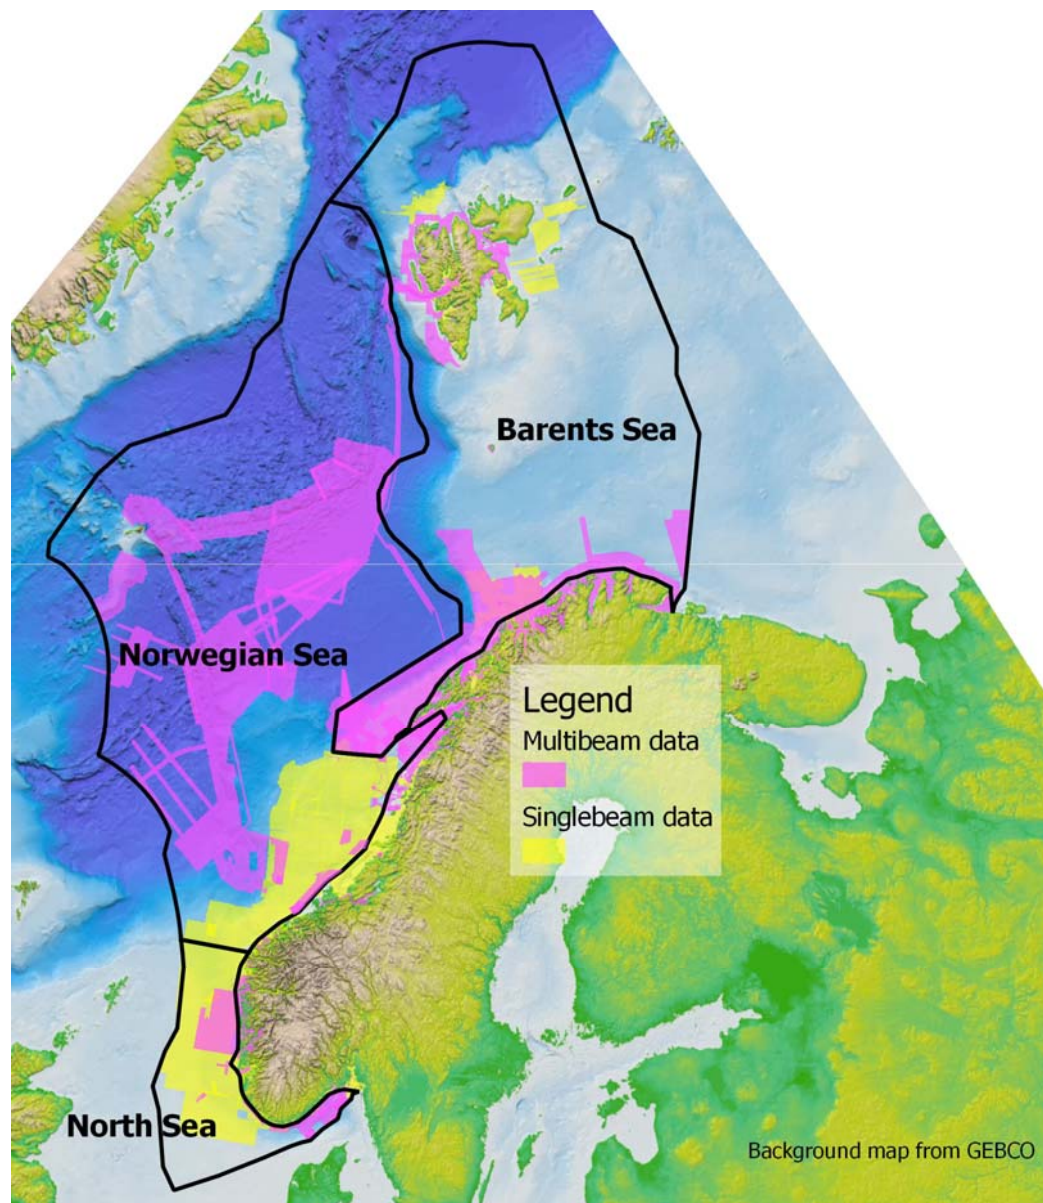 Barents Sea
Norwegian Sea
Legend
Multibeam data
Singlebeam data
North Sea
Background map from GEBCO